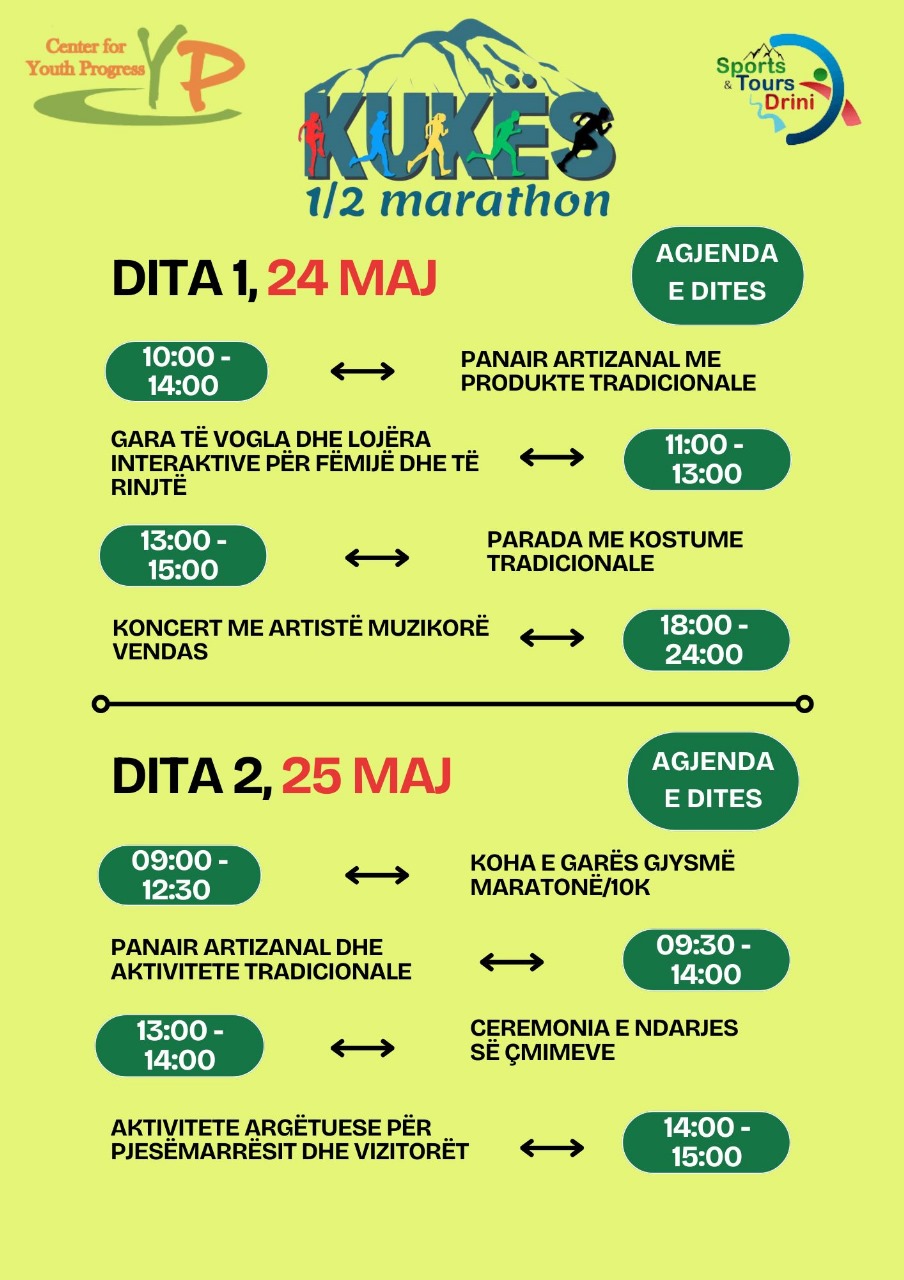 Center for
Youth Progress
YP
KUKËS
1/2 marathon
Sports
& Tours
Drini
DITA 1, 24 MAJ
AGJENDA
E DITES
10:00 -
14:00
PANAIR ARTIZANAL ME
PRODUKTE TRADICIONALE
GARA TË VOGLA DHE LOJËRA
INTERAKTIVE PËR FËMIJË DHE TË
RINJTË
11:00 -
13:00
13:00 -
15:00
PARADA ME KOSTUME
TRADICIONALE
KONCERT ME ARTISTË MUZIKORË
VENDAS
18:00 -
24:00
DITA 2, 25 MAJ
AGJENDA
E DITES
09:00 -
12:30
KOHA E GARËS GJYSMË
MARATONË/10K
PANAIR ARTIZANAL DHE
AKTIVITETE TRADICIONALE
09:30 -
14:00
13:00 -
14:00
CEREMONIA E NDARJES
SË ÇMIMEVE
AKTIVITETE ARGËTUESE PËR
PJESËMARRËSIT DHE VIZITORËT
14:00 -
15:00